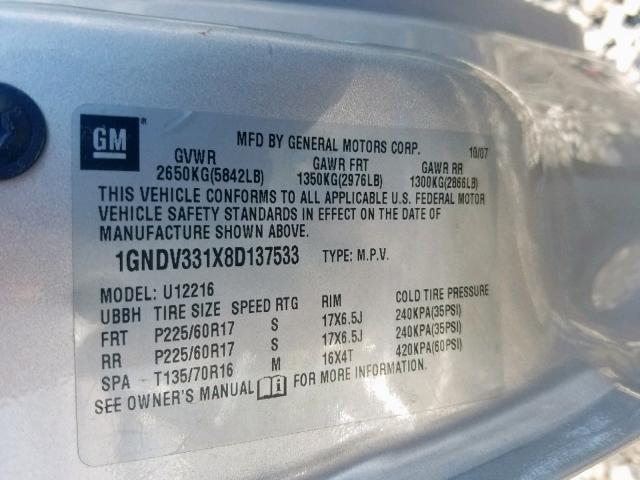 GM ®
MFD BY GENERAL MOTORS CORP. 10/07
GVWR GAWR FRT GAWR RR
2650KG(5842LB) 1350KG(2976LB) 1300KG(2866LB)
THIS VEHICLE CONFORMS TO ALL APPLICABLE U.S. FEDERAL MOTOR
VEHICLE SAFETY STANDARDS IN EFFECT ON THE DATE OF
MANUFACTURE SHOWN ABOVE.
1GNDV331X8D137533 TYPE: M.P.V.
MODEL: U12216
UBBH TIRE SIZE SPEED RTG RIM COLD TIRE PRESSURE
FRT P225/60R17 S 17X6.5J 240KPA(35PSI)
RR P225/60R17 S 17X6.5J 240KPA(35PSI)
SPA T135/70R16 M 16X4T 420KPA(60PSI)
SEE OWNER'S MANUAL FOR MORE INFORMATION.